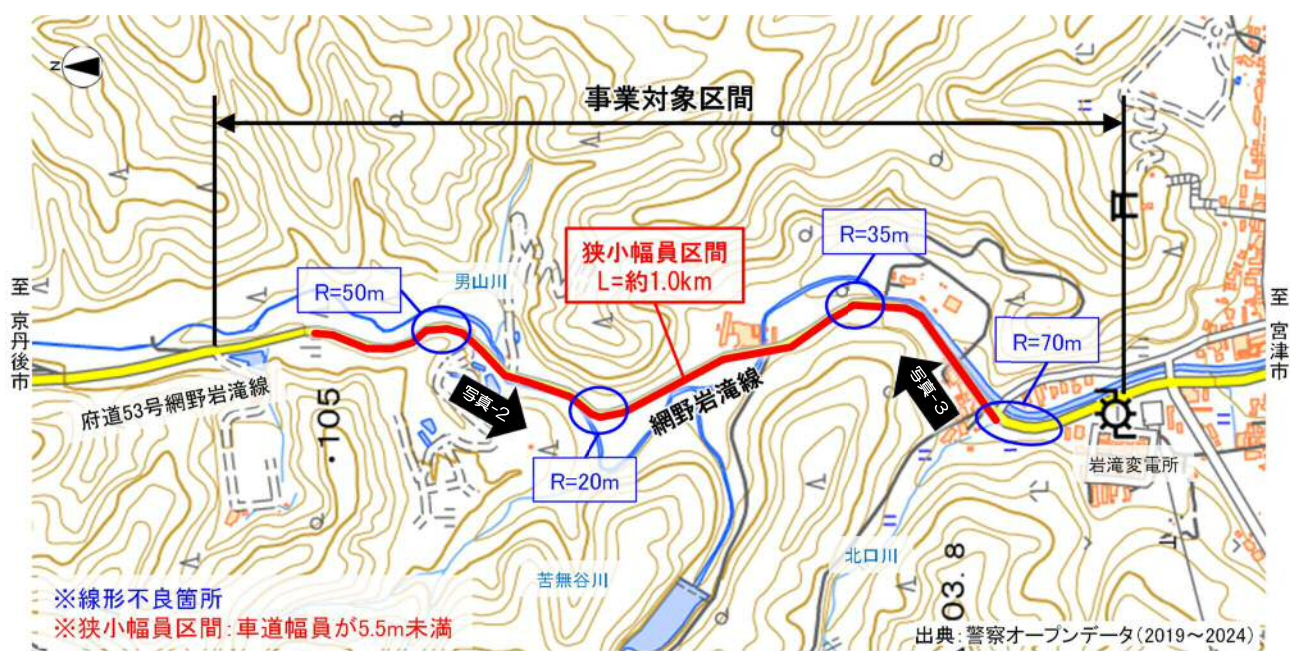 N
事業対象区間
R=35m
狭小幅員区間
L=約1.0km
男山川
R=50m
至 京丹後市
至 宮津市
R=70m
府道53号網野岩滝線
・105
写真-2
網野岩滝線
写真-3
R=20m
岩滝変電所
苦無谷川
北口川
03.8
※線形不良箇所
※狭小幅員区間:車道幅員が5.5m未満
出典:警察オープンデータ(2019～2024)